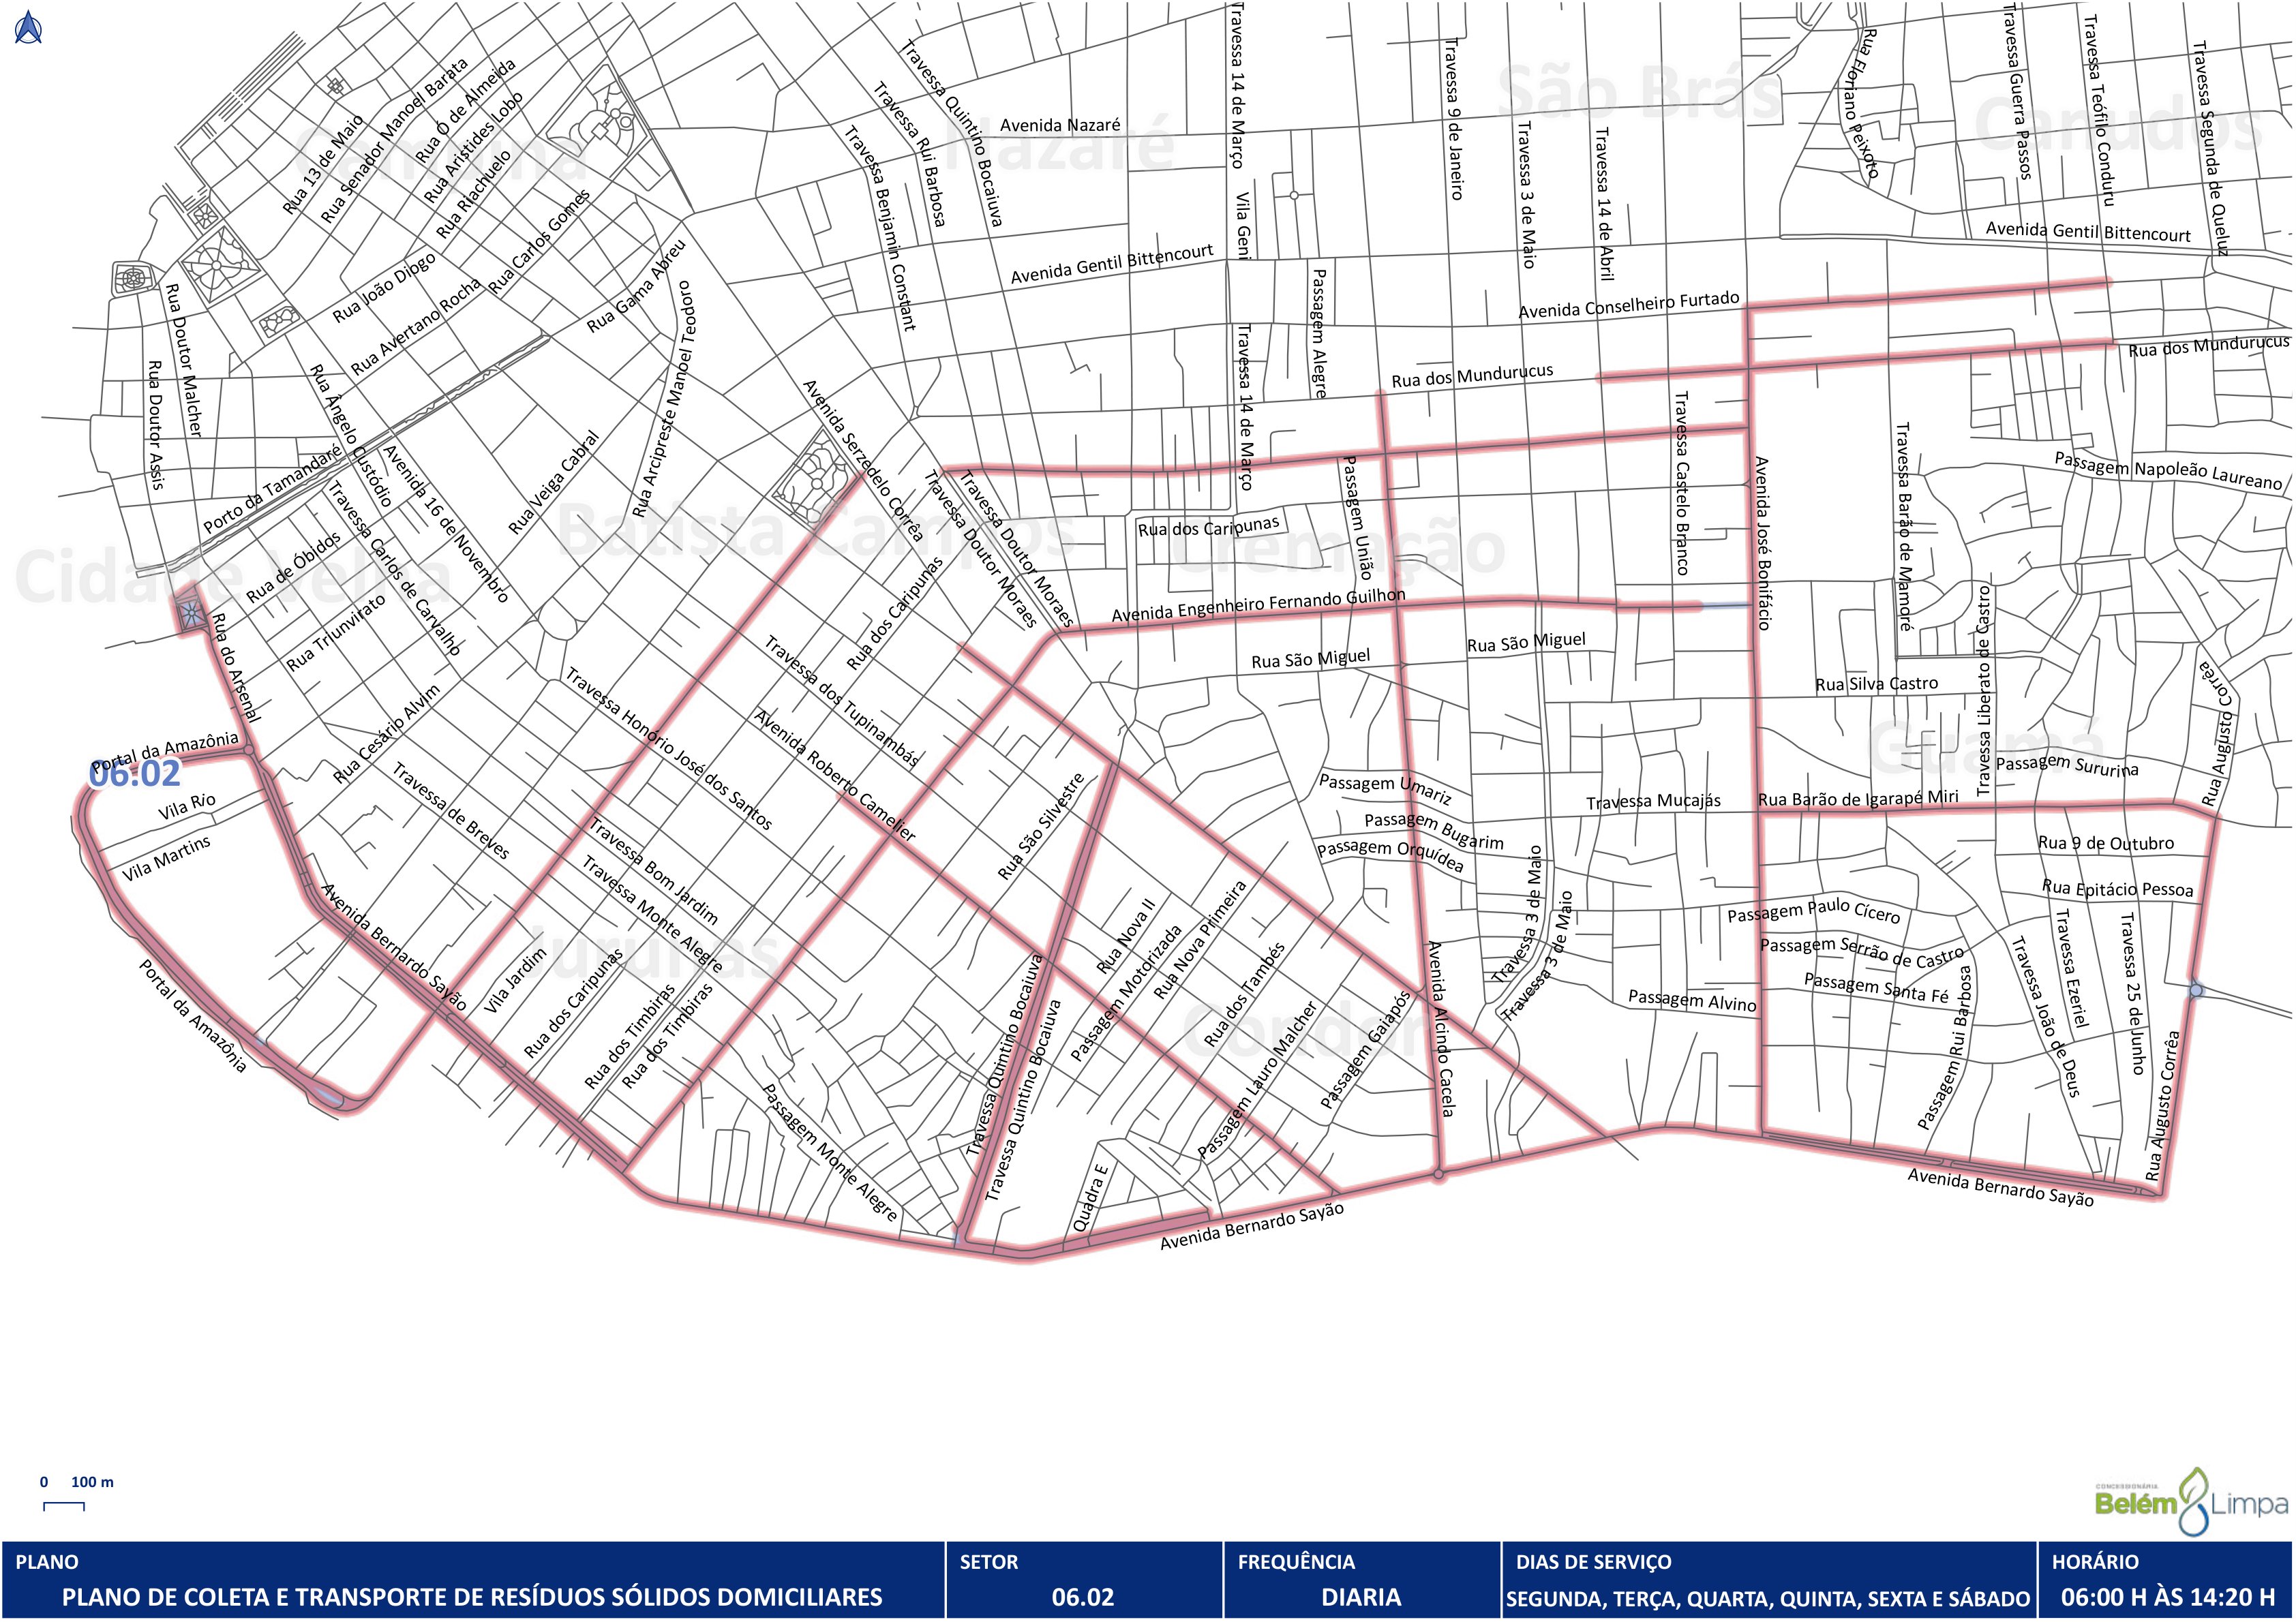 Campina
Nazaré
São Brás
Canudos
Cidade Velha
Batista Campos
Cremação
Guamá
Jurunas
Condor
Rua 13 de Maio
Rua Senador Manoel Barata
Rua Ó de Almeida
Rua Aristides Lobo
Rua Riachuelo
Rua Carlos Gomes
Rua João Diogo
Rua Avertano Rocha
Rua Gama Abreu
Rua Doutor Malcher
Rua Doutor Assis
Rua Ângelo Custódio
Avenida 16 de Novembro
Porto da Tamandaré
Rua Veiga Cabral
Rua Arcipreste Manoel Teodoro
Travessa Quintino Bocaiuva
Travessa Rui Barbosa
Travessa Benjamin Constant
Avenida Nazaré
Avenida Gentil Bittencourt
Travessa 14 de Março
Vila Geni
Travessa 14 de Março
Passagem Alegre
Travessa 9 de Janeiro
Travessa 3 de Maio
Travessa 14 de Abril
Rua Floriano Peixoto
Travessa Guerra Passos
Travessa Teófilo Conduru
Travessa Segunda de Queluz
Avenida Gentil Bittencourt
Avenida Conselheiro Furtado
Rua dos Mundurucus
Rua dos Mundurucus
Avenida Serzedelo Corrêa
Travessa Doutor Moraes
Travessa Doutor Moraes
Rua dos Caripunas
Rua dos Caripunas
Passagem União
Travessa Castelo Branco
Avenida José Bonifácio
Travessa Barão de Mamoré
Passagem Napoleão Laureano
Travessa Liberato de Castro
Rua de Óbidos
Travessa Carlos de Carvalho
Rua Triunvirato
Rua do Arsenal
Rua Cesário Alvim
Portal da Amazônia
06.02
Vila Rio
Vila Martins
Travessa de Breves
Travessa Honório José dos Santos
Travessa dos Tupinambás
Avenida Roberto Camelier
Avenida Engenheiro Fernando Guilhon
Rua São Miguel
Rua São Miguel
Rua Silva Castro
Rua Augusto Corrêa
Passagem Sururina
Passagem Umariz
Passagem Bugarim
Passagem Orquídea
Travessa Mucajás
Rua Barão de Igarapé Miri
Rua 9 de Outubro
Rua Epitácio Pessoa
Rua São Silvestre
Travessa Bom Jardim
Travessa Monte Alegre
Avenida Bernardo Sayão
Portal da Amazônia
Vila Jardim
Rua dos Caripunas
Rua dos Timbiras
Rua dos Timbiras
Passagem Monte Alegre
Travessa Quintino Bocaiuva
Travessa Quintino Bocaiuva
Rua Nova II
Passagem Motorizada
Rua Nova Primeira
Rua dos Tambés
Passagem Lauro Malcher
Passagem Gaiapós
Avenida Alcindo Cacela
Travessa 3 de Maio
Travessa 3 de Maio
Quadra E
Avenida Bernardo Sayão
Passagem Paulo Cícero
Passagem Serrão de Castro
Passagem Santa Fé
Passagem Alvino
Passagem Rui Barbosa
Travessa João de Deus
Travessa Ezeriel
Travessa 25 de Junho
Rua Augusto Corrêa
Avenida Bernardo Sayão
0 100 m
CONCESSIONÁRIA
Belém Limpa
PLANO
PLANO DE COLETA E TRANSPORTE DE RESÍDUOS SÓLIDOS DOMICILIARES
SETOR
06.02
FREQUÊNCIA
DIARIA
DIAS DE SERVIÇO
SEGUNDA, TERÇA, QUARTA, QUINTA, SEXTA E SÁBADO
HORÁRIO
06:00 H ÀS 14:20 H